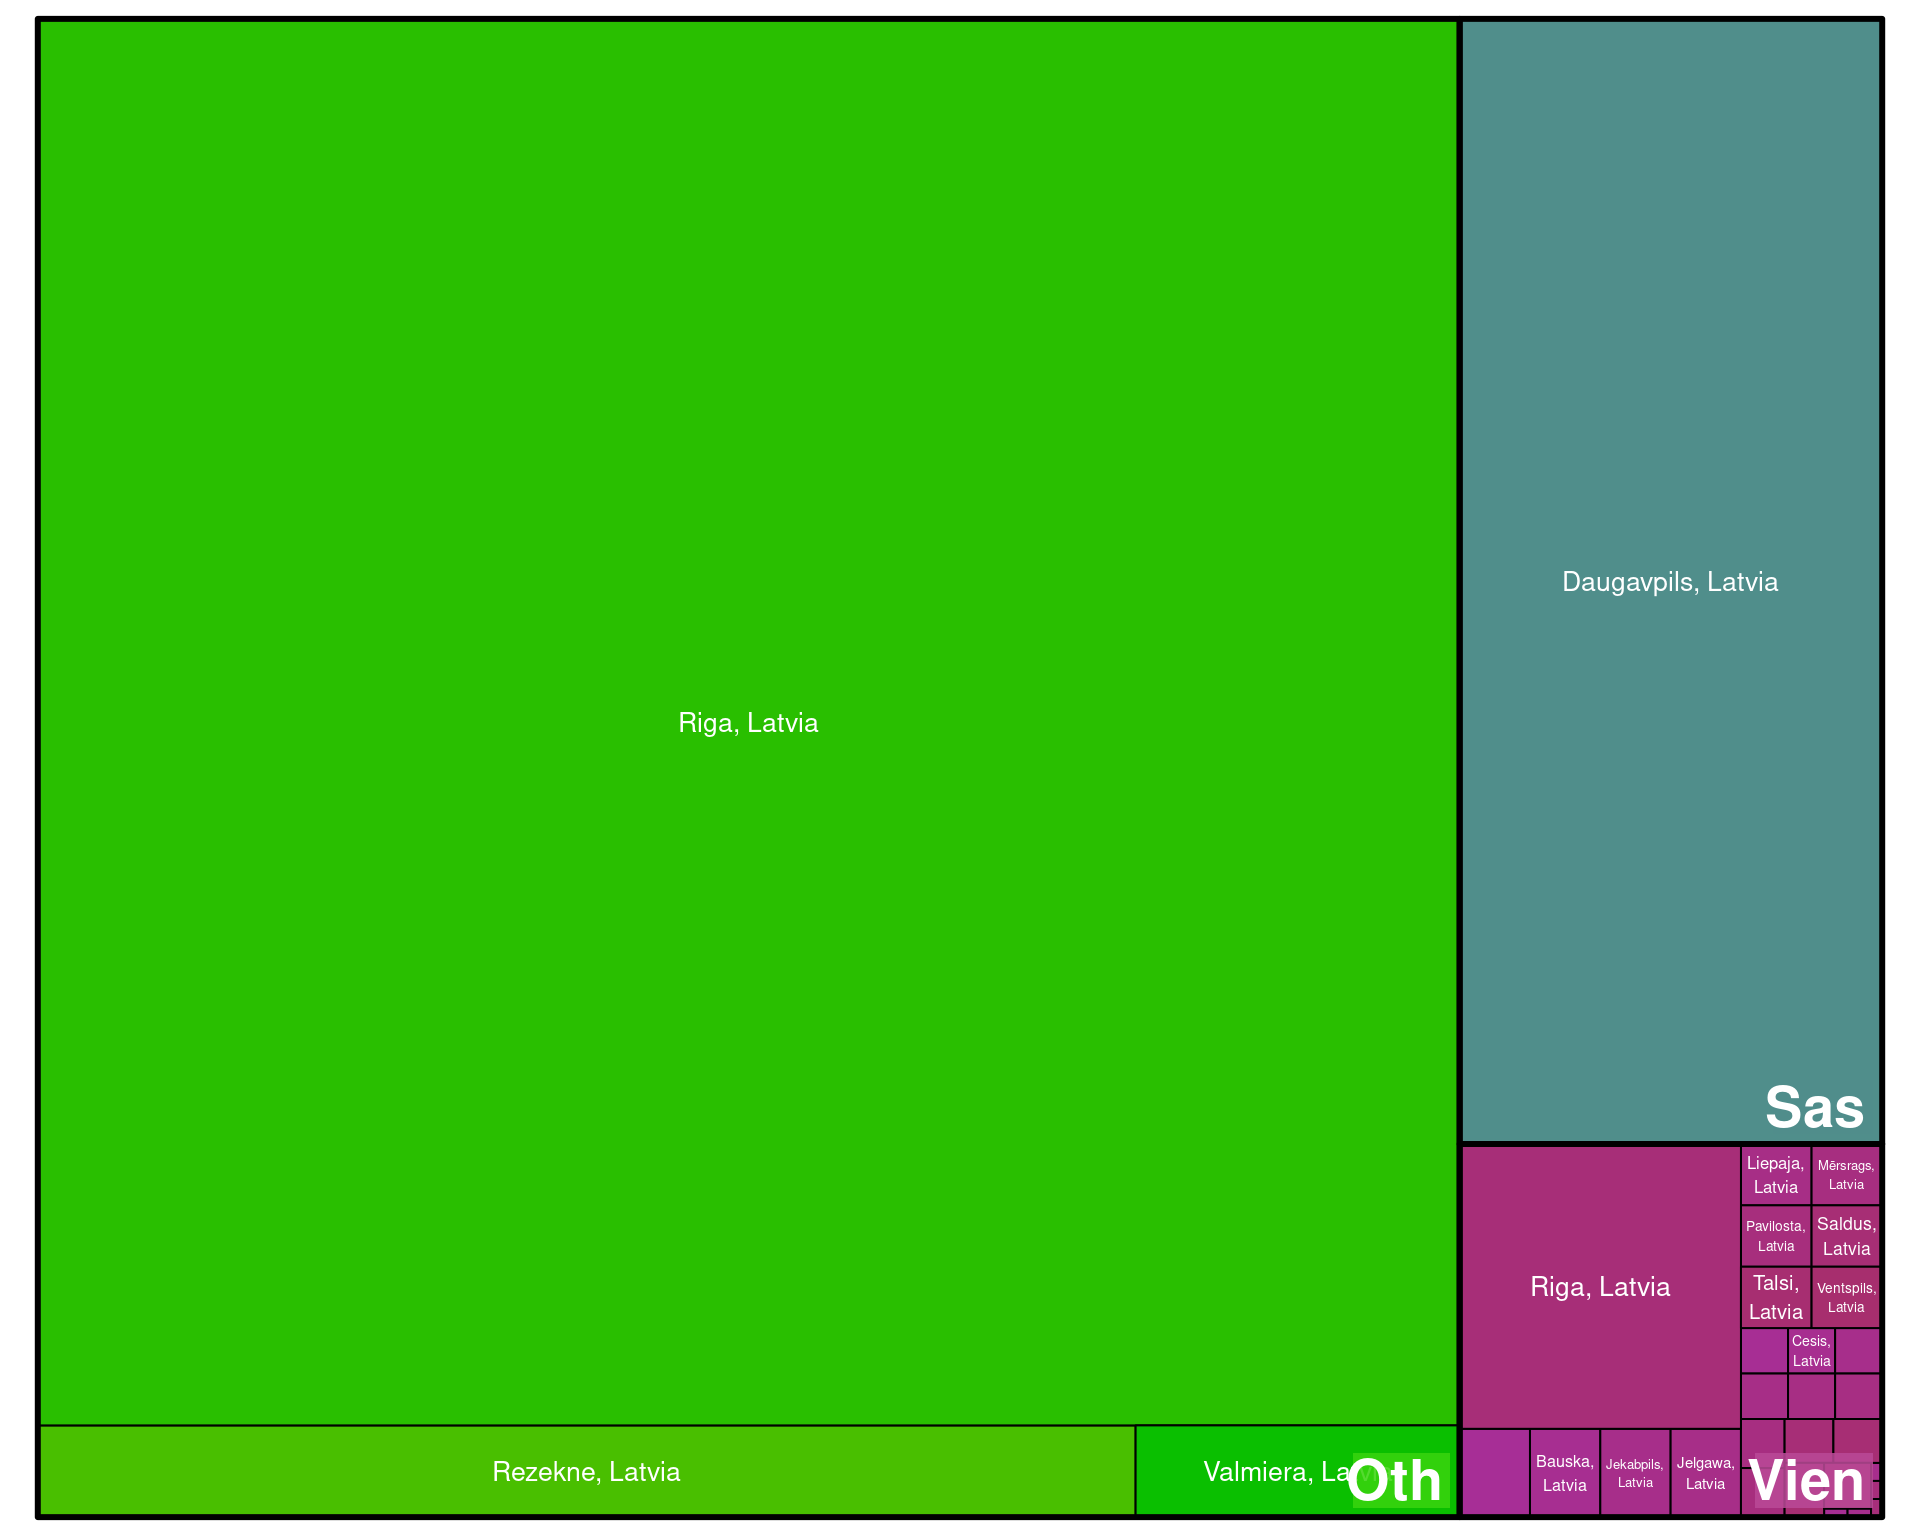 Riga, Latvia
Rezekne, Latvia
Valmiera, La
Oth
Daugavpils, Latvia
Sas
Riga, Latvia
Liepaja,
Latvia
Mērsrags,
Latvia
Pavilosta,
Latvia
Saldus,
Latvia
Talsi,
Latvia
Ventspils,
Latvia
Cesis,
Latvia
Bauska,
Latvia
Jekabpils,
Latvia
Jelgawa,
Latvia
Vien